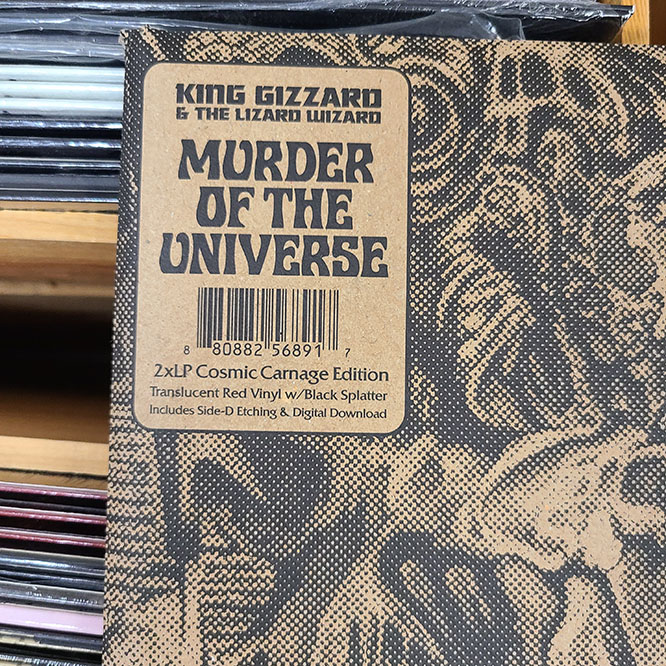 KING GIZZARD
& THE LIZARD WIZARD
MURDER
OF THE
UNIVERSE
8 80882 56891 7
2xLP Cosmic Carnage Edition
Translucent Red Vinyl w/Black Splatter
Includes Side-D Etching & Digital Download